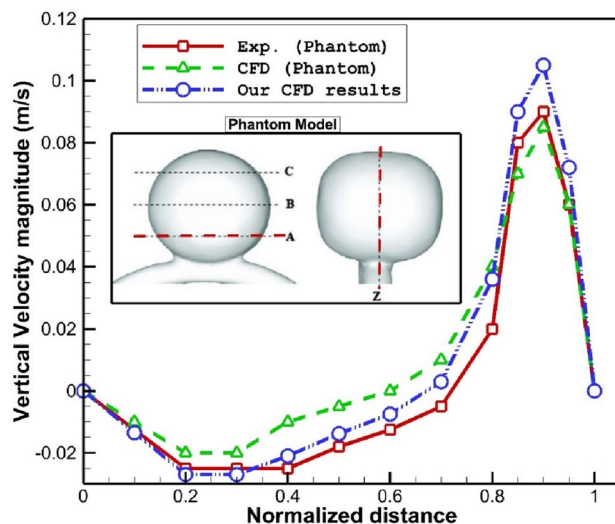 Vertical Velocity magnitude (m/s)
0.12
0.1
0.08
0.06
0.04
0.02
0
-0.02
Exp. (Phantom)
CFD (Phantom)
Our CFD results
Phantom Model
C
B
A
Z
0
0.2
0.4
0.6
0.8
1
Normalized distance